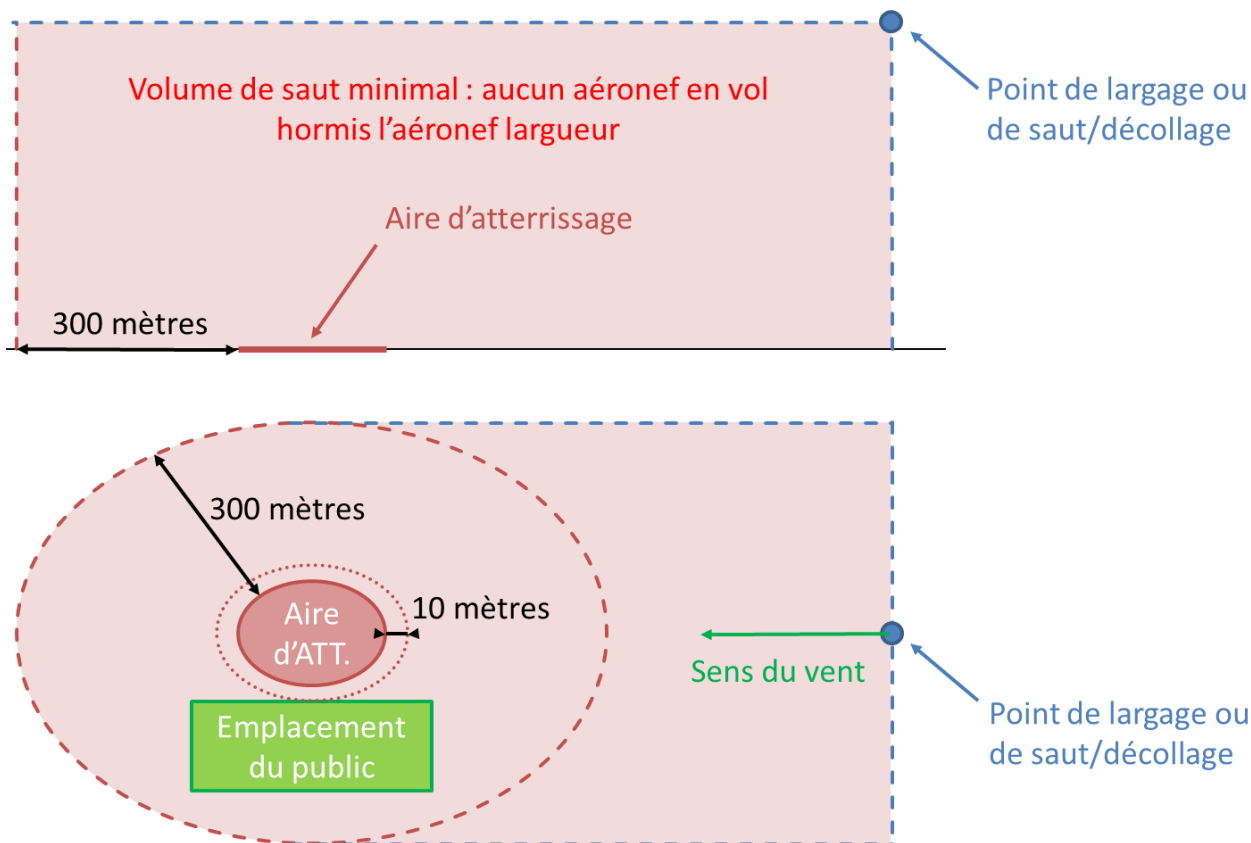 Volume de saut minimal : aucun aéronef en vol
hormis l’aéronef largueur
Point de largage ou
de saut/décollage
Aire d’atterrissage
300 mètres
300 mètres
Aire
d’ATT.
10 mètres
Sens du vent
Emplacement
du public
Point de largage ou
de saut/décollage